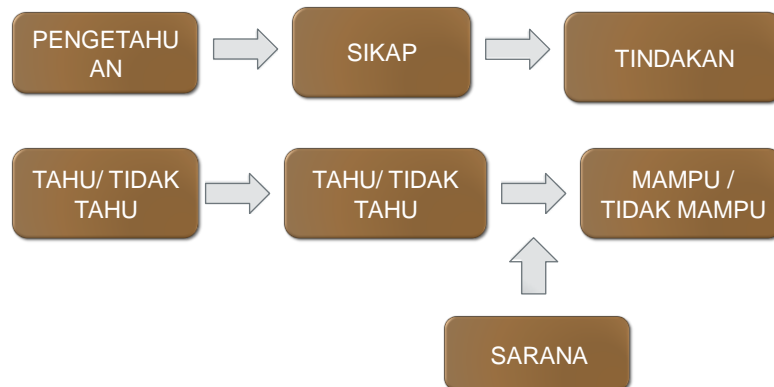 PENGETAHU
AN
SIKAP
TINDAKAN
TAHU/ TIDAK
TAHU
TAHU/ TIDAK
TAHU
MAMPU /
TIDAK MAMPU
SARANA